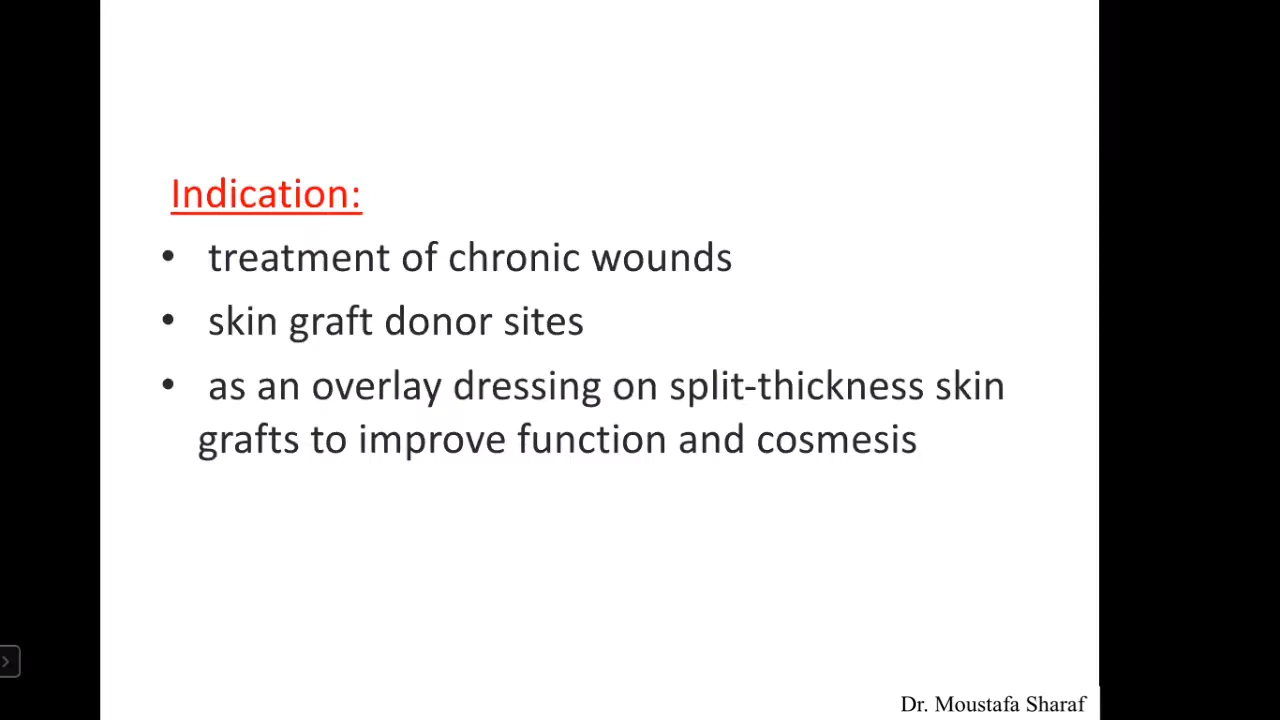 Indication:
• treatment of chronic wounds
• skin graft donor sites
• as an overlay dressing on split-thickness skin
grafts to improve function and cosmesis
Dr. Moustafa Sharaf